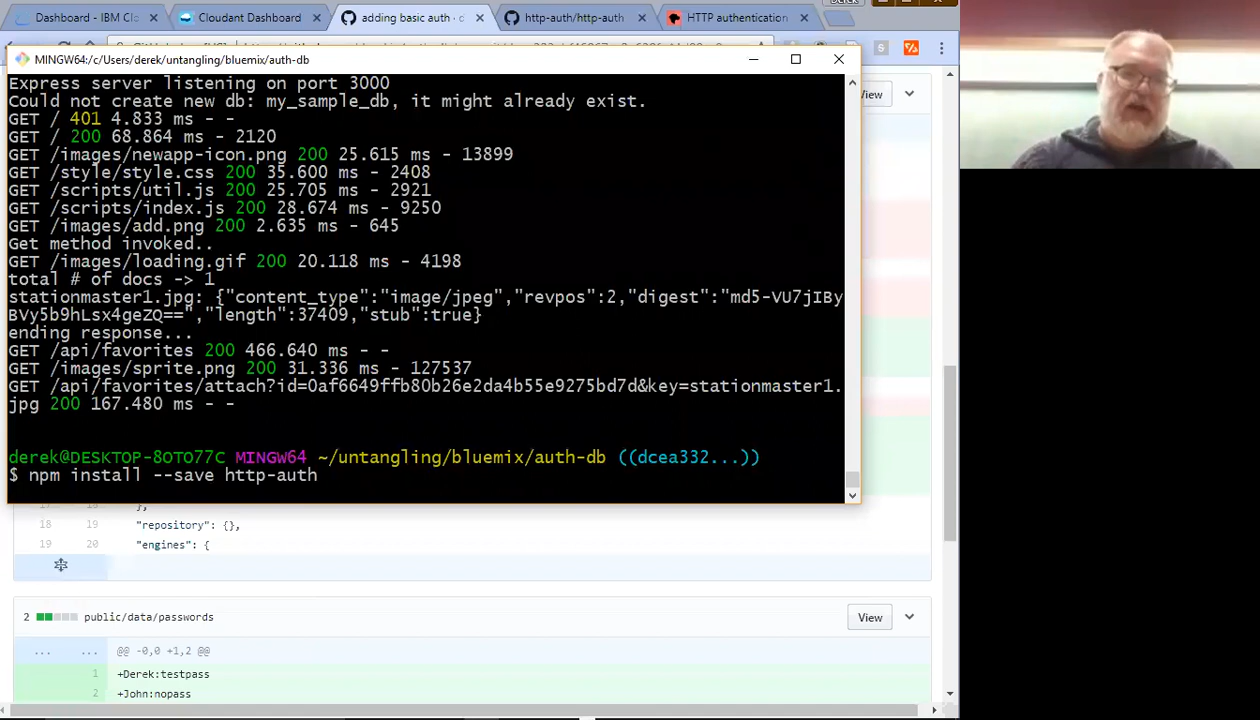 Dashboard - IBM Clo
Cloudant Dashboard
adding basic auth · d
http-auth/http-auth
HTTP authentication
MINGW64:/c/Users/derek/untangling/bluemix/auth-db
Express server listening on port 3000
Could not create new db: my_sample_db, it might already exist.
GET / 401 4.833 ms - -
GET / 200 68.864 ms - 2120
GET /images/newapp-icon.png 200 25.615 ms - 13899
GET /style/style.css 200 35.600 ms - 2408
GET /scripts/util.js 200 25.705 ms - 2921
GET /scripts/index.js 200 28.674 ms - 9250
GET /images/add.png 200 2.635 ms - 645
Get method invoked..
GET /images/loading.gif 200 20.118 ms - 4198
total # of docs -> 1
stationmaster1.jpg: {"content_type":"image/jpeg","revpos":2,"digest":"md5-VU7jIBy
BVy5b9hLsx4geZQ==","length":37409,"stub":true}
ending response...
GET /api/favorites 200 466.640 ms - -
GET /images/sprite.png 200 31.336 ms - 127537
GET /api/favorites/attach?id=0af6649ffb80b26e2da4b55e9275bd7d&key=stationmaster1.
jpg 200 167.480 ms - -
derek@DESKTOP-8OTO77C MINGW64 ~/untangling/bluemix/auth-db ((dcea332...))
$ npm install --save http-auth
View
},
18 19 "repository": {},
19 20 "engines": {
2 public/data/passwords View
... ... @@ -0,0 +1,2 @@
1 +Derek:testpass
2 +John:nopass